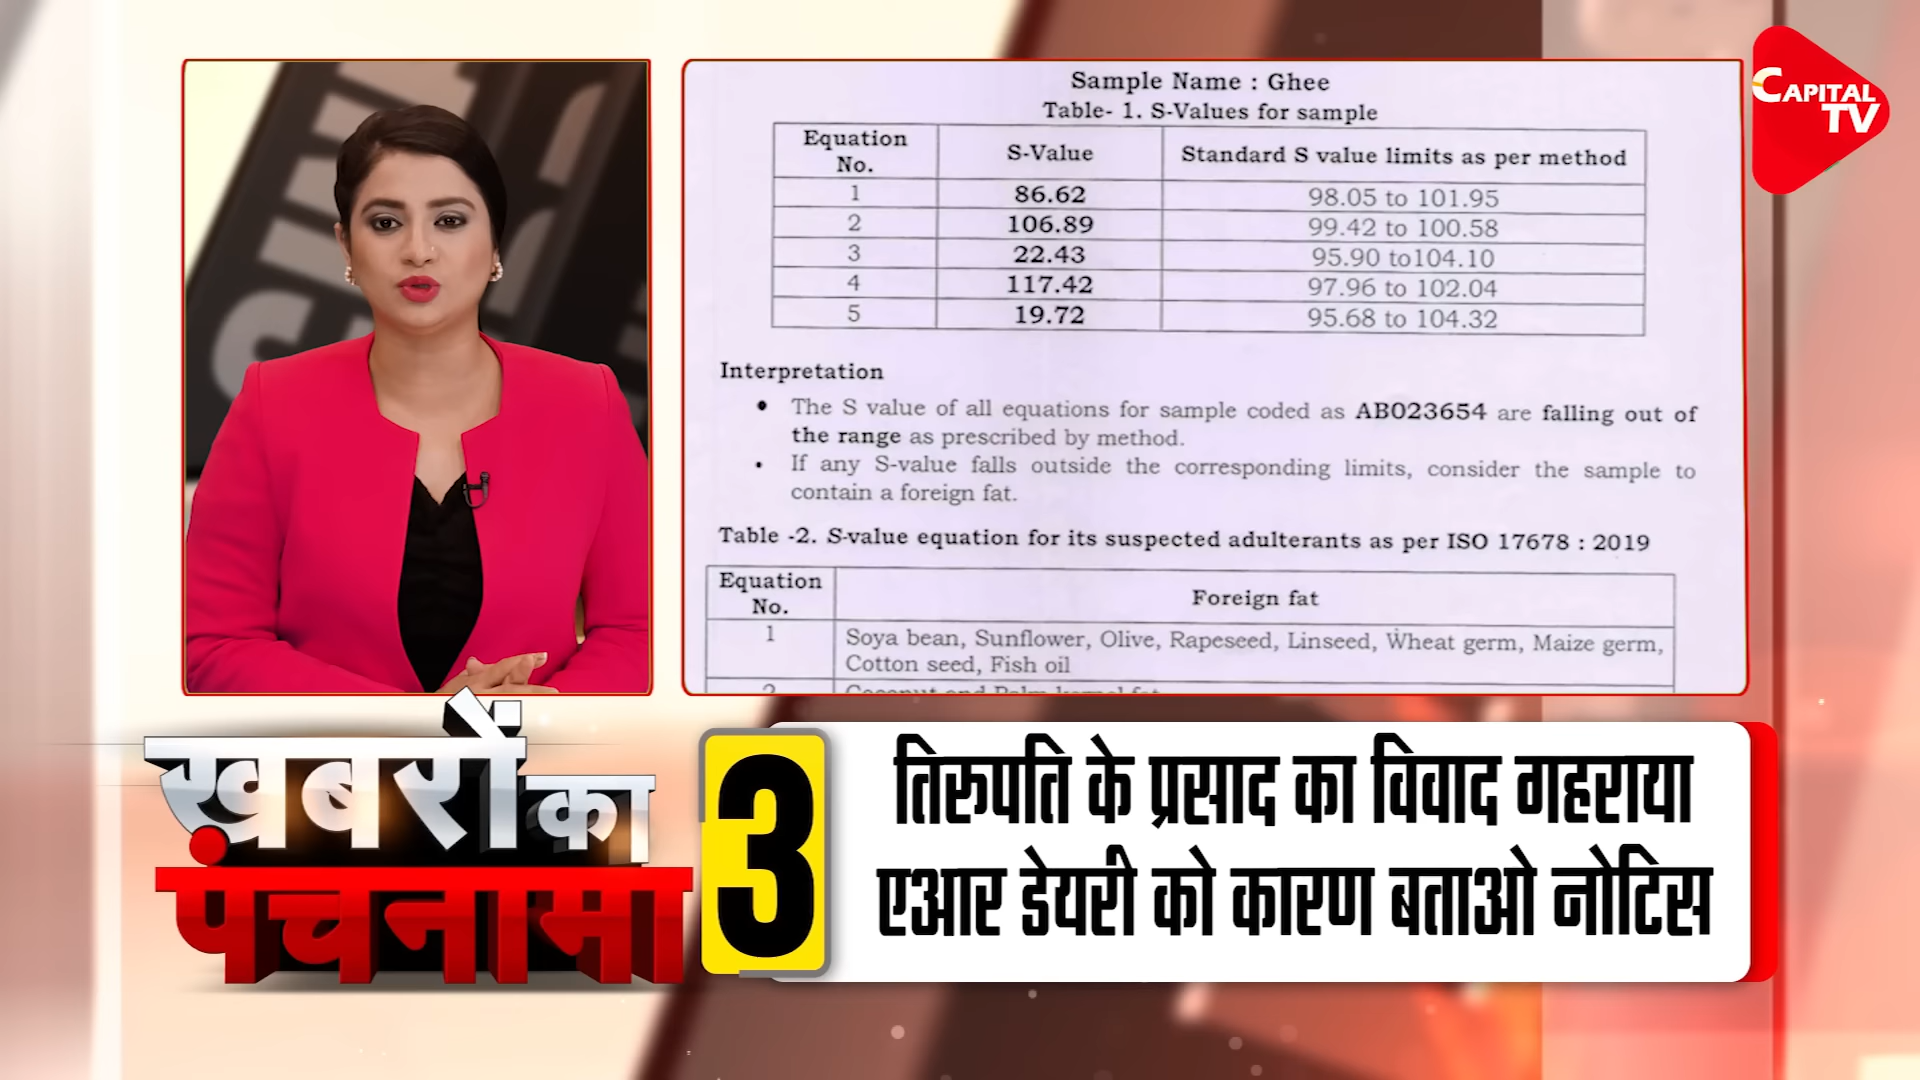 CAPITAL
TV
Sample Name : Ghee
Table- 1. S-Values for sample
Equation No. S-Value Standard S value limits as per method
1 86.62 98.05 to 101.95
2 106.89 99.42 to 100.58
3 22.43 95.90 to104.10
4 117.42 97.96 to 102.04
5 19.72 95.68 to 104.32
Interpretation
• The S value of all equations for sample coded as AB023654 are falling out of
the range as prescribed by method.
• If any S-value falls outside the corresponding limits, consider the sample to
contain a foreign fat.
Table -2. S-value equation for its suspected adulterants as per ISO 17678 : 2019
Equation No. Foreign fat
1 Soya bean, Sunflower, Olive, Rapeseed, Linseed, Wheat germ, Maize germ,
Cotton seed, Fish oil
2 Coconut and Palm kernel fat
खबरों का
पंचनामा
3
तिरुपति के प्रसाद का विवाद गहराया
एआर डेयरी को कारण बताओ नोटिस